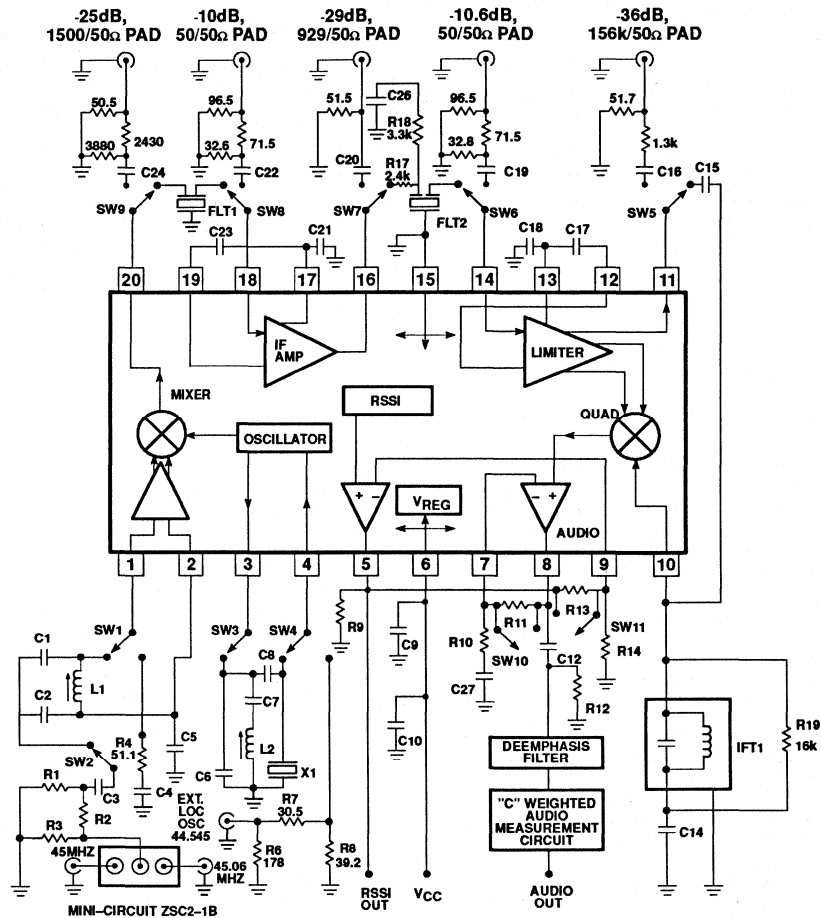 -25dB, -10dB, -29dB, -10.6dB, -36dB,
1500/50Ω PAD 50/50Ω PAD 929/50Ω PAD 50/50Ω PAD 156k/50Ω PAD
50.5 96.5 51.5 C26 96.5 51.7
R18
3.3k
3880 2430 32.6 71.5 32.8 71.5 1.3k
C24 C22 C20 R17 C19 C16 C15
2.4k
SW9 FLT1 SW8 SW7 FLT2 SW6 SW5
C23 C21 C18 C17
20 19 18 17 16 15 14 13 12 11
IF
AMP
LIMITER
MIXER
RSSI
QUAD
OSCILLATOR
+ − VREG − +
AUDIO
1 2 3 4 5 6 7 8 9 10
SW1 SW3 SW4 R9 R11 R13 SW11
C1 C8 C9 R10 SW10 C12 R14
L1 C7 C27 R12
C2 R4 C5 L2 C10 R19
51.1 16k
SW2 C6 X1 DEEMPHASIS
FILTER
IFT1
R1 C3 C4 EXT.
LOC
OSC
44.545
R7
30.5
R2 "C" WEIGHTED
AUDIO
MEASUREMENT
CIRCUIT
R3 R6
178
R8
39.2
C14
45MHZ 45.06
MHZ
RSSI
OUT
VCC AUDIO
OUT
MINI–CIRCUIT ZSC2–1B